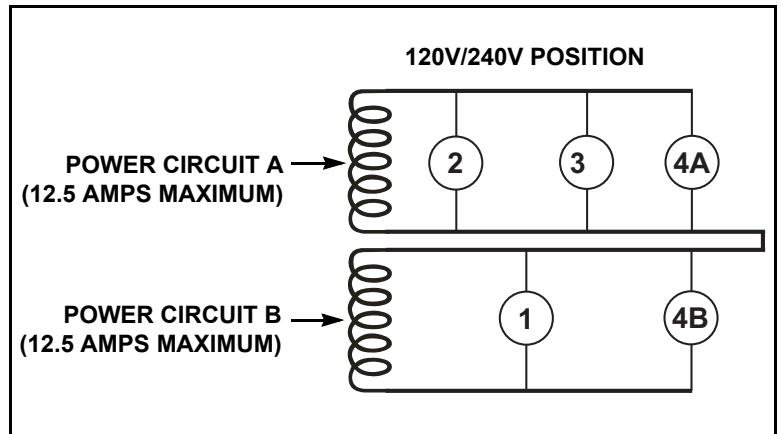 120V/240V POSITION
POWER CIRCUIT A
(12.5 AMPS MAXIMUM)
2
3
4A
POWER CIRCUIT B
(12.5 AMPS MAXIMUM)
1
4B